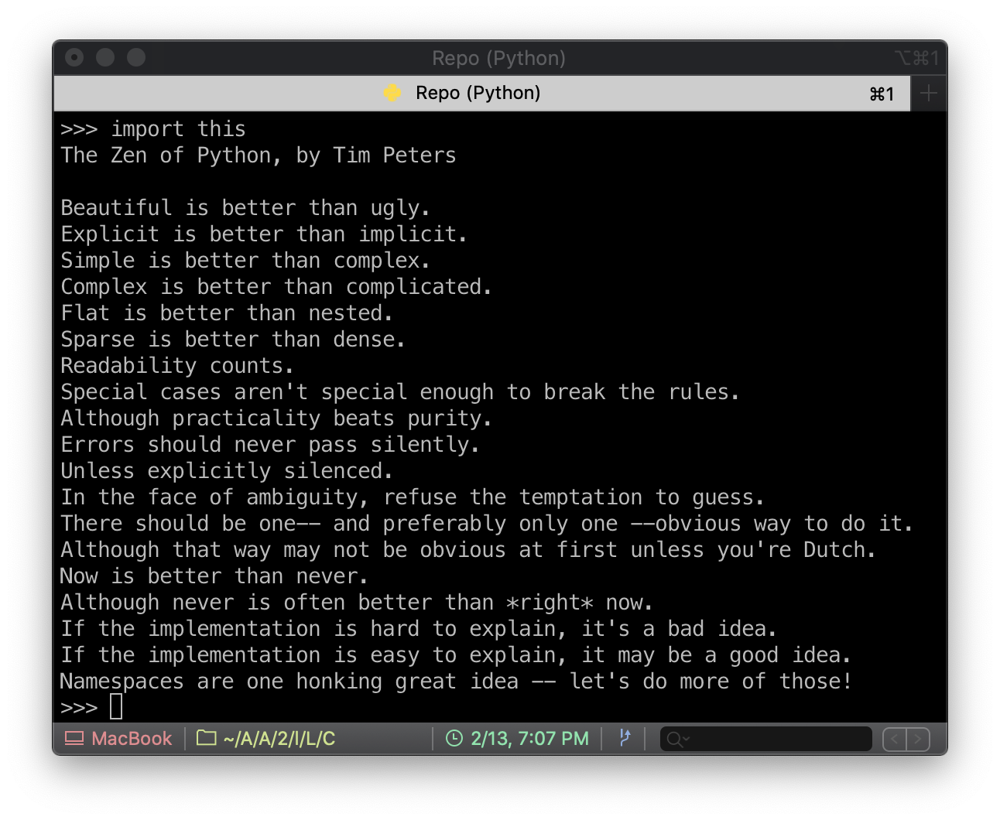 Repo (Python) ⌥⌘1
Repo (Python) ⌘1 +
>>> import this
The Zen of Python, by Tim Peters

Beautiful is better than ugly.
Explicit is better than implicit.
Simple is better than complex.
Complex is better than complicated.
Flat is better than nested.
Sparse is better than dense.
Readability counts.
Special cases aren't special enough to break the rules.
Although practicality beats purity.
Errors should never pass silently.
Unless explicitly silenced.
In the face of ambiguity, refuse the temptation to guess.
There should be one-- and preferably only one --obvious way to do it.
Although that way may not be obvious at first unless you're Dutch.
Now is better than never.
Although never is often better than *right* now.
If the implementation is hard to explain, it's a bad idea.
If the implementation is easy to explain, it may be a good idea.
Namespaces are one honking great idea -- let's do more of those!
>>>
MacBook ~/A/A/2/I/L/C 2/13, 7:07 PM